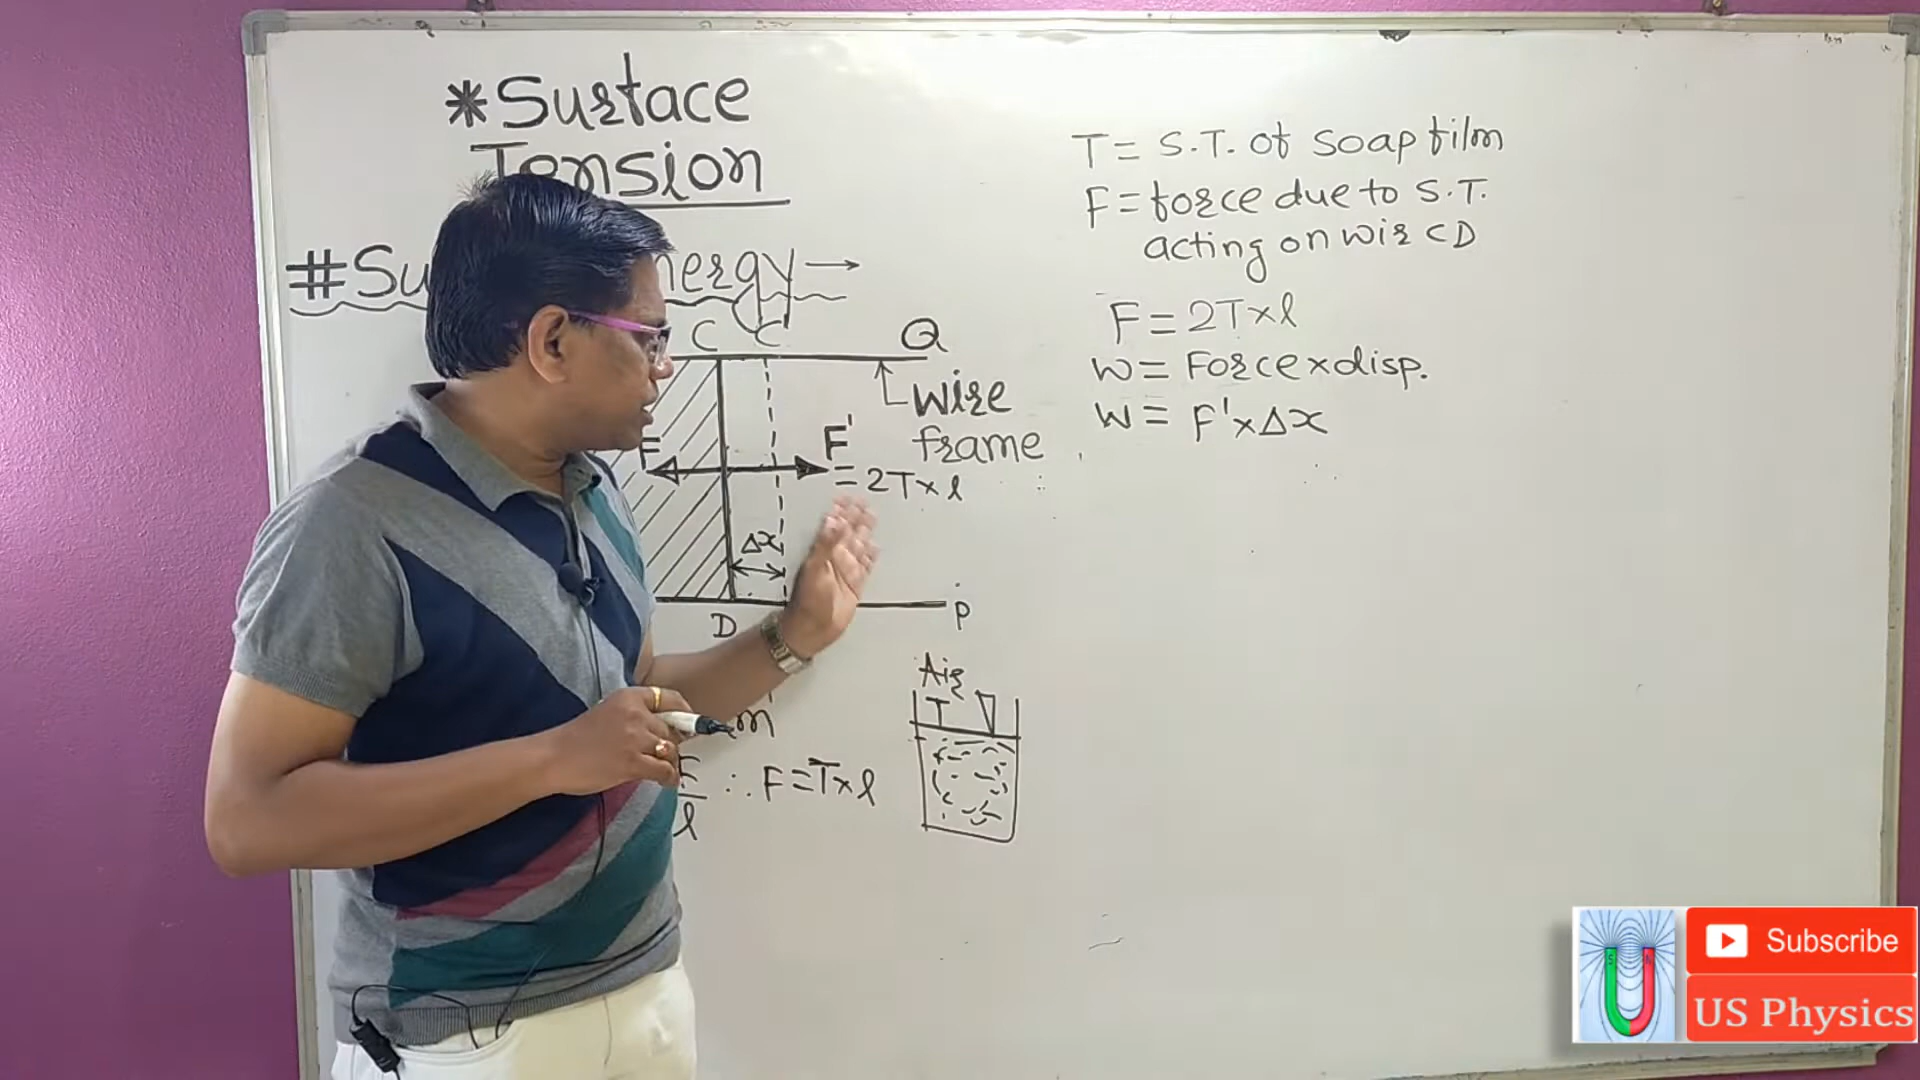 *Surface
Tension
#Su nergy→
C C' Q
Wire
frame
F F'
= 2T×l
Δx
D P
m
F/l ∴ F=T×l
Air
T
T = S.T. of soap film
F = force due to S.T.
acting on wir CD
F = 2T×l
W = Force×disp.
W = F'×Δx
Subscribe
US Physics